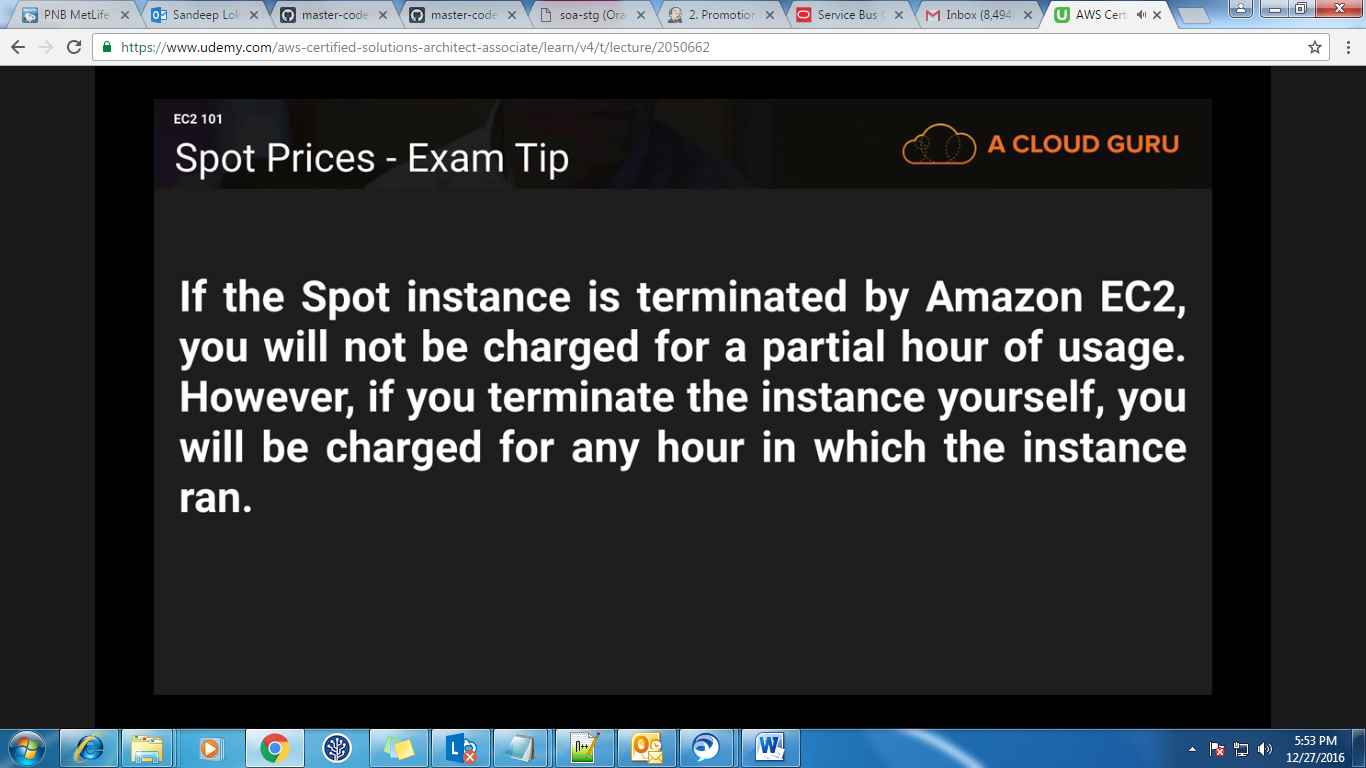 PNB MetLife
Sandeep Lok
master-code
master-code
soa-stg (Ora
2. Promotion
Service Bus
Inbox (8,494
AWS Cert
https://www.udemy.com/aws-certified-solutions-architect-associate/learn/v4/t/lecture/2050662
EC2 101
Spot Prices - Exam Tip
A CLOUD GURU
If the Spot instance is terminated by Amazon EC2,
you will not be charged for a partial hour of usage.
However, if you terminate the instance yourself, you
will be charged for any hour in which the instance
ran.
5:53 PM
12/27/2016